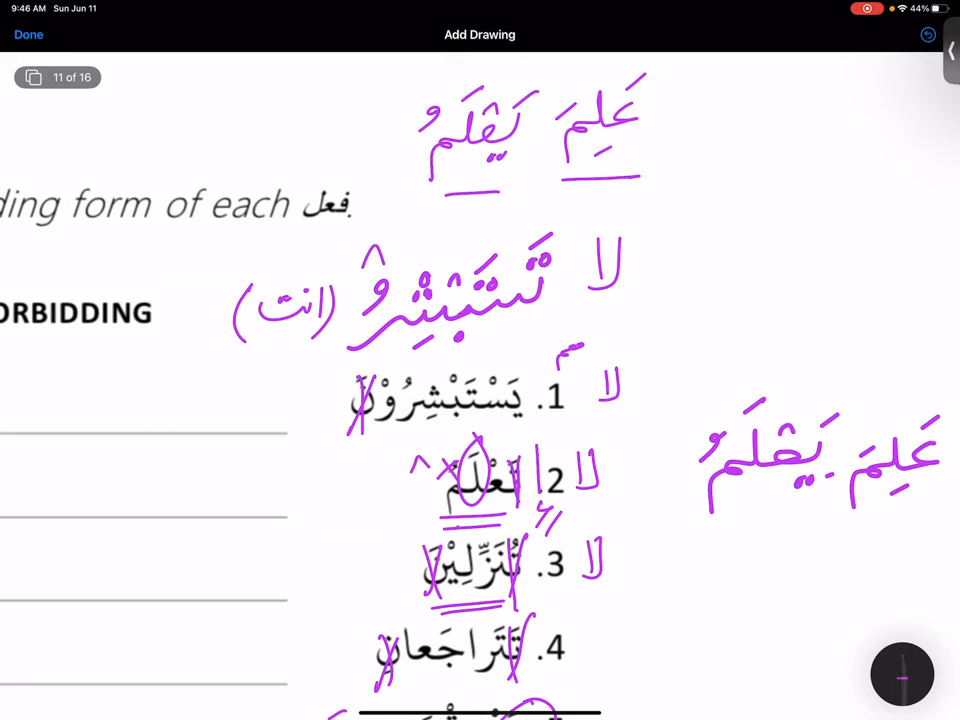 9:46 AM Sun Jun 11
44%
Done
Add Drawing
11 of 16
عَلِمَ يَعْلَمُ
ding form of each فعل.
لا تَسْتَبْشِرُ (انت)
ORBIDDING
1. يَسْتَبْشِرُوْنَ لا
2. تَعْلَمُ لا
عَلِمَ يَعْلَمُ
3. تُنَزِّلِيْنَ لا
4. تَتَراجَعانِ